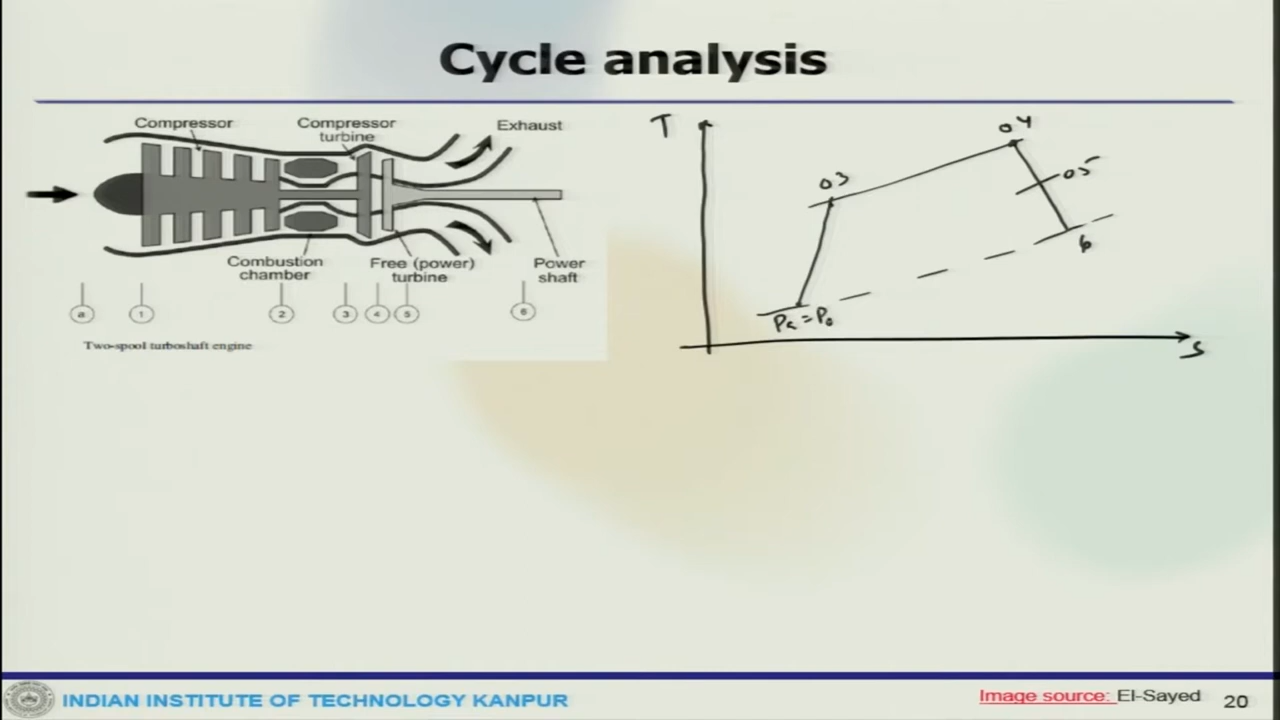 Cycle analysis
Compressor
Compressor
turbine
Exhaust
Combustion
chamber
Free (power)
turbine
Power
shaft
a 1 2 3 4 5 6
Two-spool turboshaft engine
T
03
04
05
6
Pa = P0
S
INDIAN INSTITUTE OF TECHNOLOGY KANPUR
Image source: El-Sayed 20